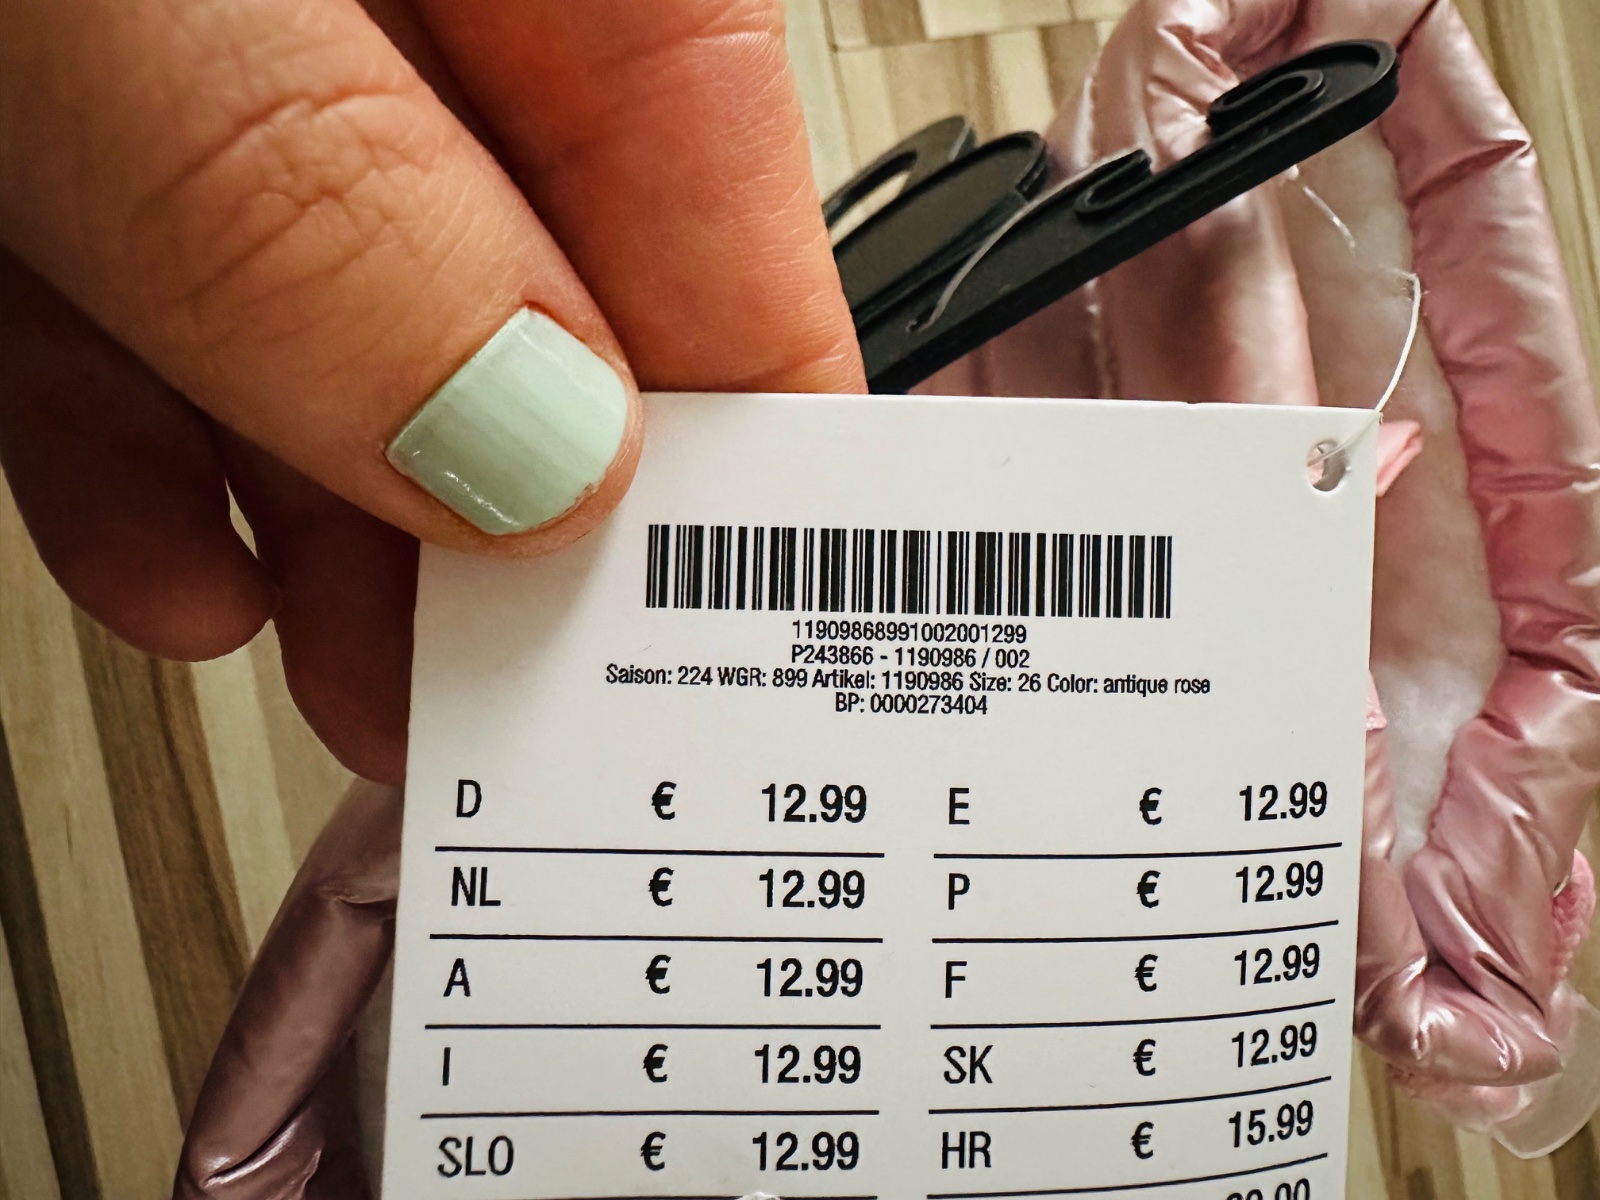 11909868991002001299
P243866 - 1190986 / 002
Saison: 224 WGR: 899 Artikel: 1190986 Size: 26 Color: antique rose
BP: 0000273404
D € 12.99 E € 12.99
NL € 12.99 P € 12.99
A € 12.99 F € 12.99
I € 12.99 SK € 12.99
SLO € 12.99 HR € 15.99